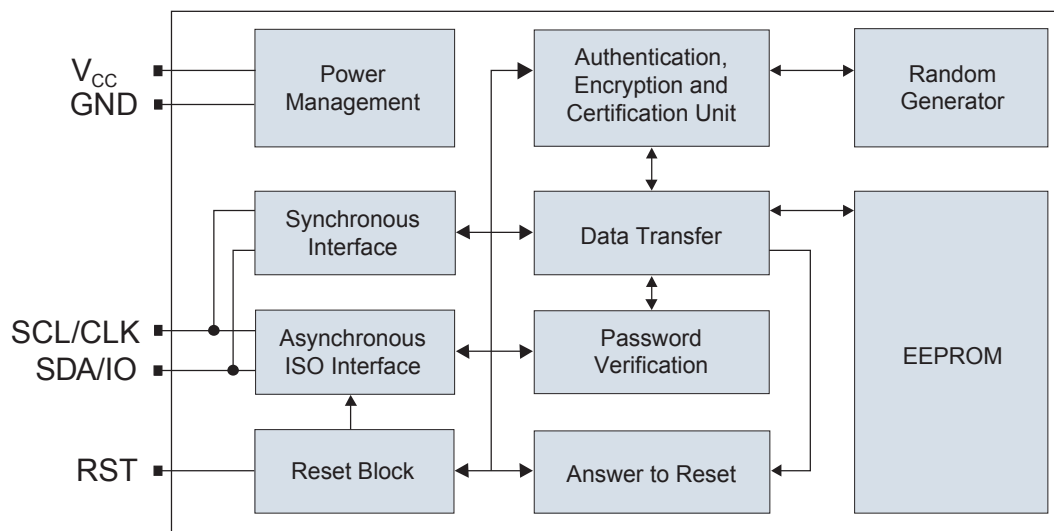 V_CC
GND
Power
Management
Authentication,
Encryption and
Certification Unit
Random
Generator
Synchronous
Interface
Data Transfer
SCL/CLK
SDA/IO
Asynchronous
ISO Interface
Password
Verification
EEPROM
RST
Reset Block
Answer to Reset